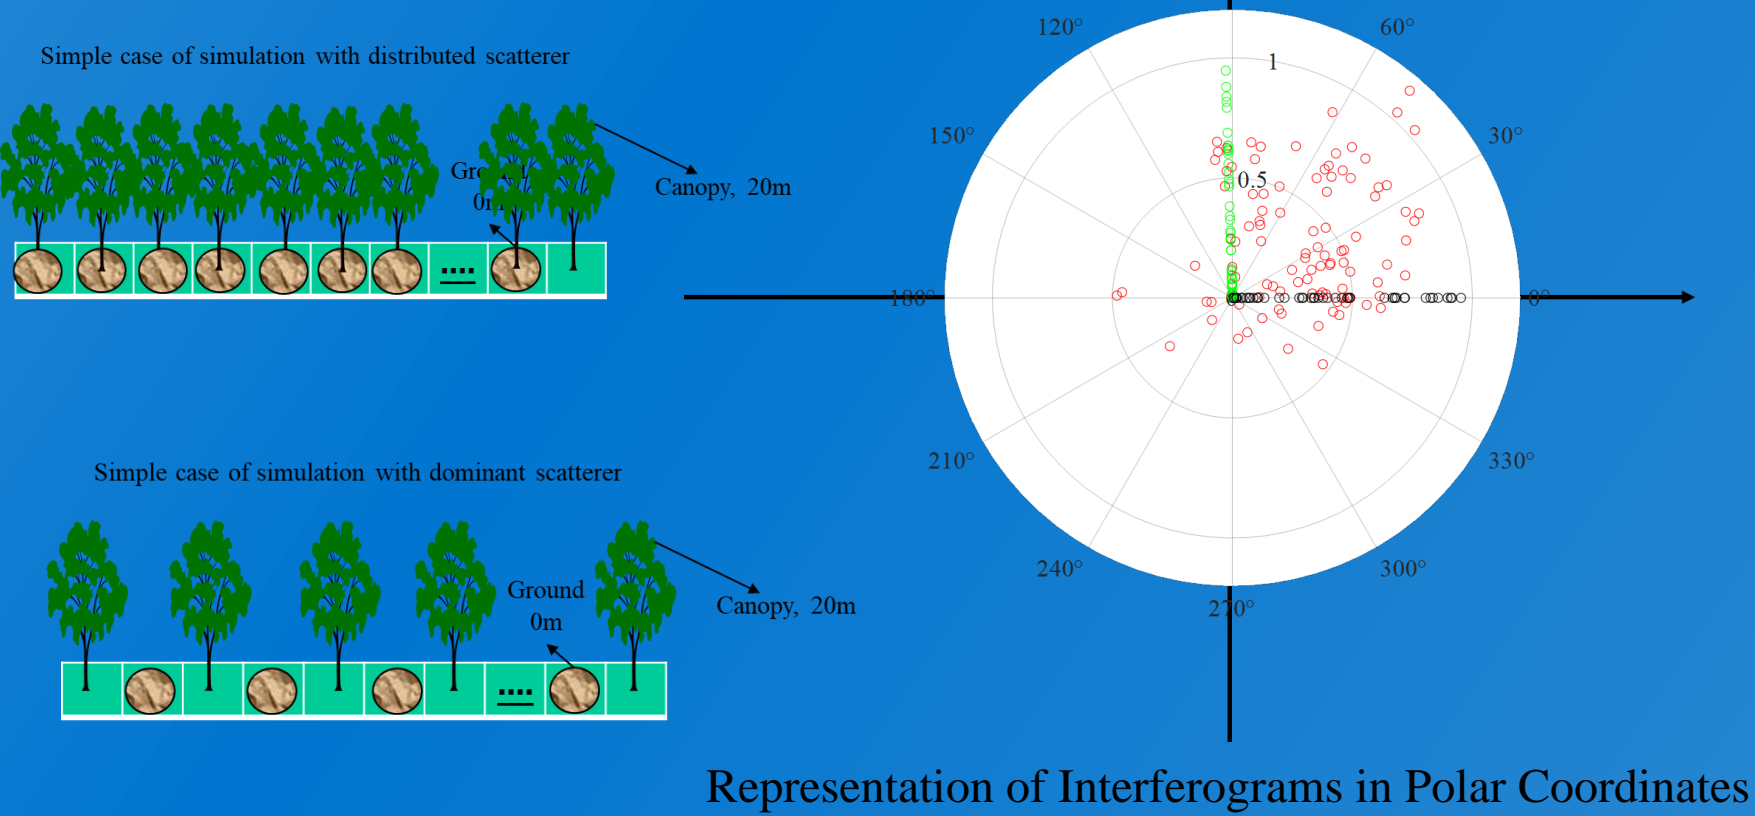 Simple case of simulation with distributed scatterer
Canopy, 20m
Simple case of simulation with dominant scatterer
Ground
0m
Canopy, 20m
120°
60°
1
150°
30°
0.5
180°
0°
210°
330°
240°
300°
270°
Representation of Interferograms in Polar Coordinates